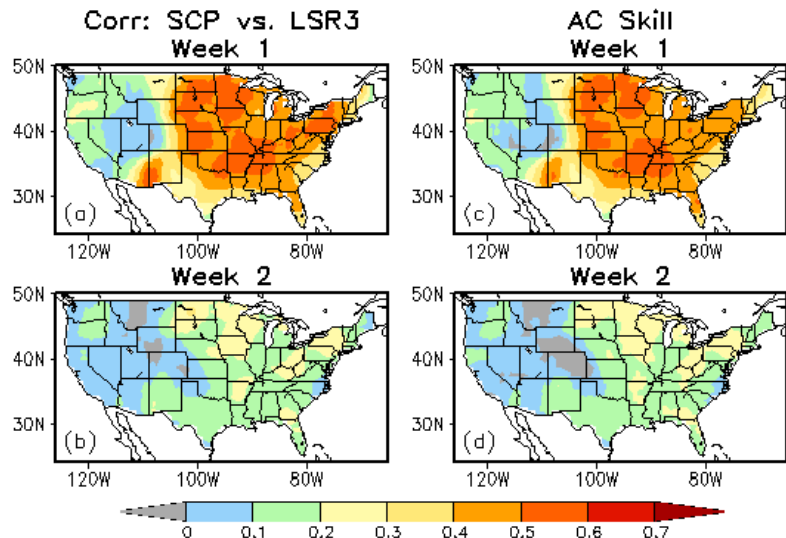 Corr: SCP vs. LSR3
AC Skill
Week 1
Week 1
50N
40N
30N
(a)
120W
100W
80W
50N
40N
30N
(c)
120W
100W
80W
Week 2
Week 2
50N
40N
30N
(b)
120W
100W
80W
50N
40N
30N
(d)
120W
100W
80W
0 0.1 0.2 0.3 0.4 0.5 0.6 0.7